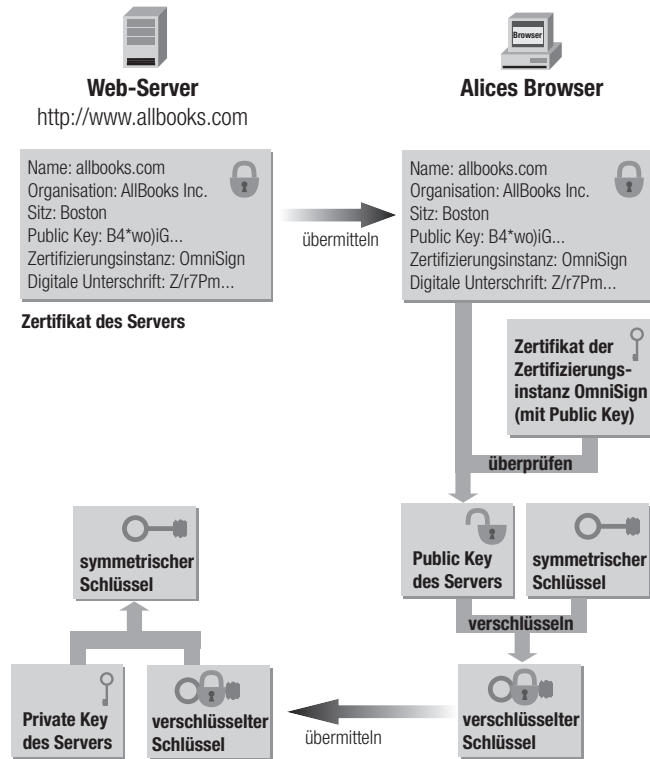 Browser
Web-Server
http://www.allbooks.com
Alices Browser
Name: allbooks.com
Organisation: AllBooks Inc.
Sitz: Boston
Public Key: B4*wo)iG...
Zertifizierungsinstanz: OmniSign
Digitale Unterschrift: Z/r7Pm...
Zertifikat des Servers
übermitteln
Name: allbooks.com
Organisation: AllBooks Inc.
Sitz: Boston
Public Key: B4*wo)iG...
Zertifizierungsinstanz: OmniSign
Digitale Unterschrift: Z/r7Pm...
Zertifikat der
Zertifizierungs-
instanz OmniSign
(mit Public Key)
überprüfen
Public Key
des Servers
symmetrischer
Schlüssel
verschlüsseln
verschlüsselter
Schlüssel
übermitteln
symmetrischer
Schlüssel
Private Key
des Servers
verschlüsselter
Schlüssel